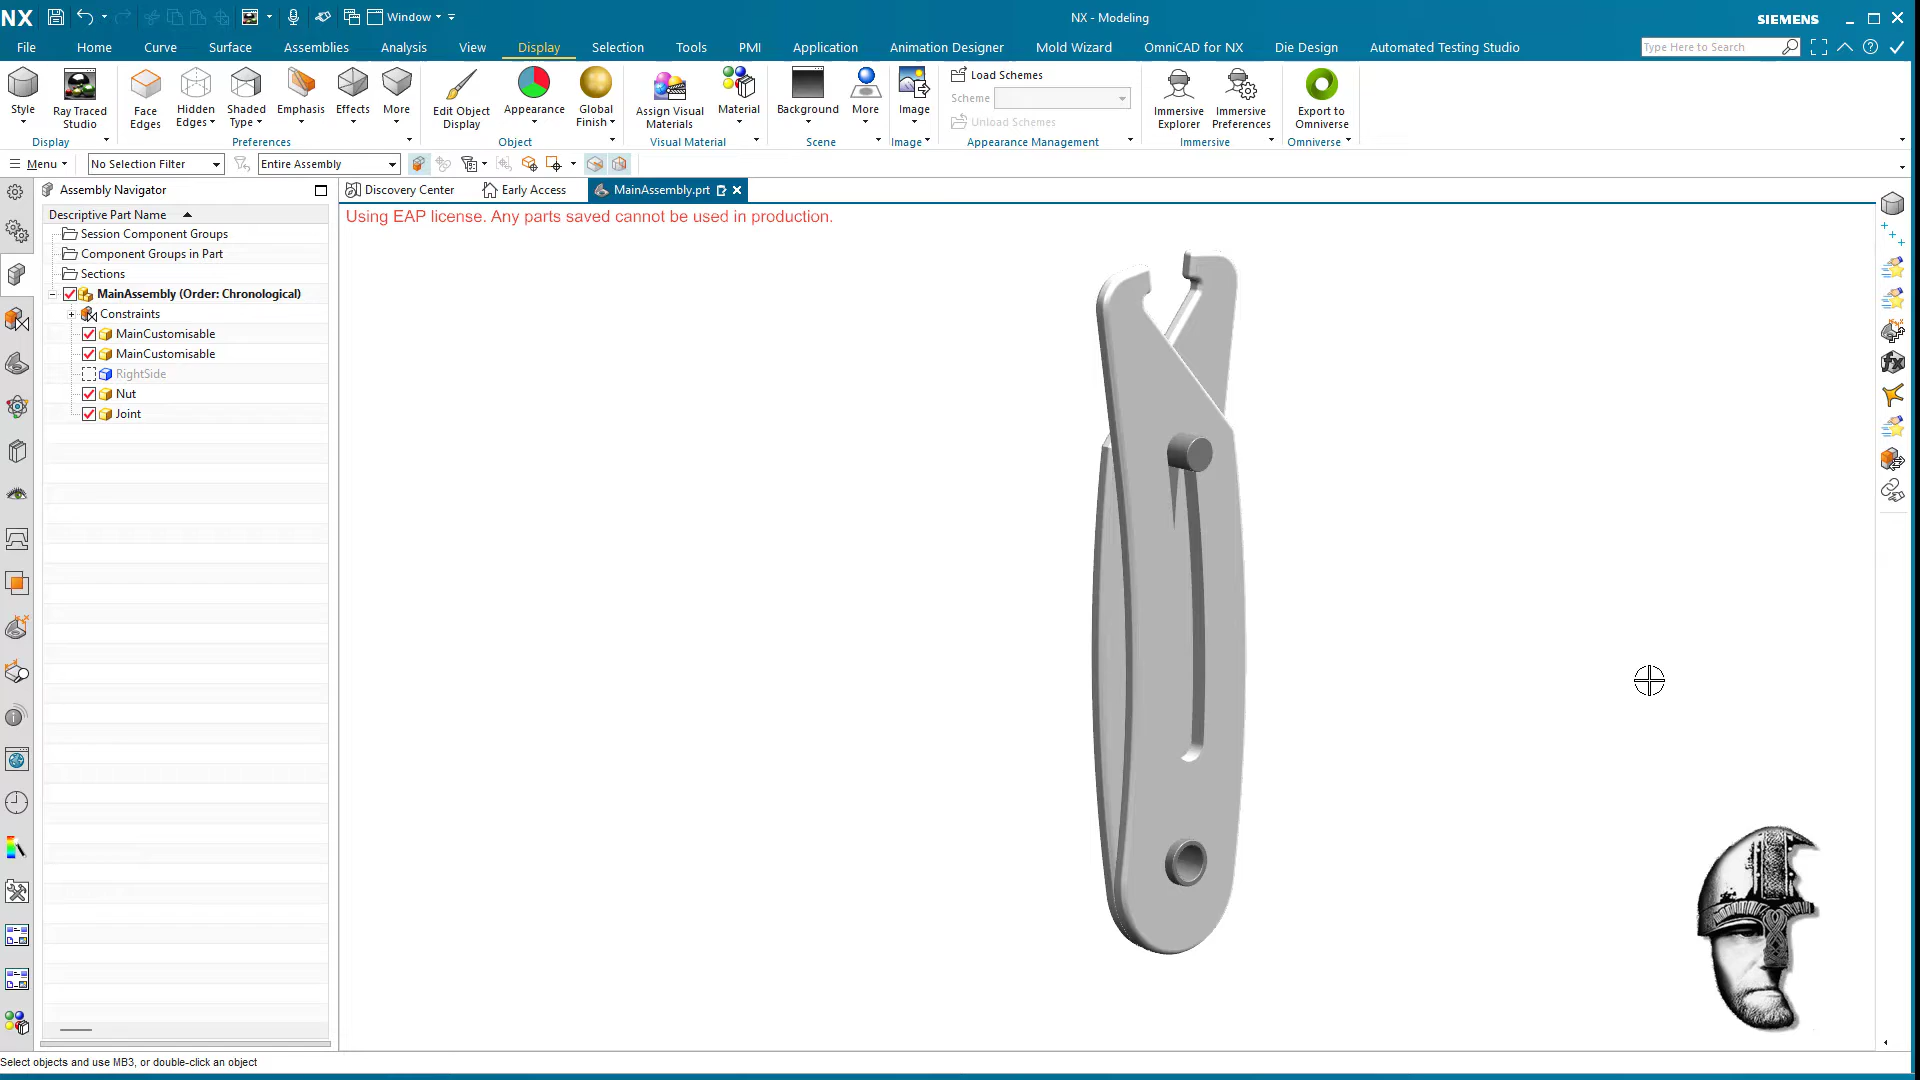 NX
Window
NX - Modeling
SIEMENS
File Home Curve Surface Assemblies Analysis View Display Selection Tools PMI Application Animation Designer Mold Wizard OmniCAD for NX Die Design Automated Testing Studio
Type Here to Search
Style
Ray Traced
Studio
Display
Face
Edges
Hidden
Edges
Shaded
Type
Emphasis
Effects
More
Preferences
Edit Object
Display
Appearance
Global
Finish
Object
Assign Visual
Materials
Material
Visual Material
Background
More
Scene
Image
Image
Load Schemes
Scheme
Unload Schemes
Appearance Management
Immersive
Explorer
Immersive
Preferences
Immersive
Export to
Omniverse
Omniverse
Menu
No Selection Filter
Entire Assembly
Assembly Navigator
Discovery Center
Early Access
MainAssembly.prt
Descriptive Part Name
Using EAP license. Any parts saved cannot be used in production.
Session Component Groups
Component Groups in Part
Sections
MainAssembly (Order: Chronological)
Constraints
MainCustomisable
MainCustomisable
RightSide
Nut
Joint
Select objects and use MB3, or double-click an object